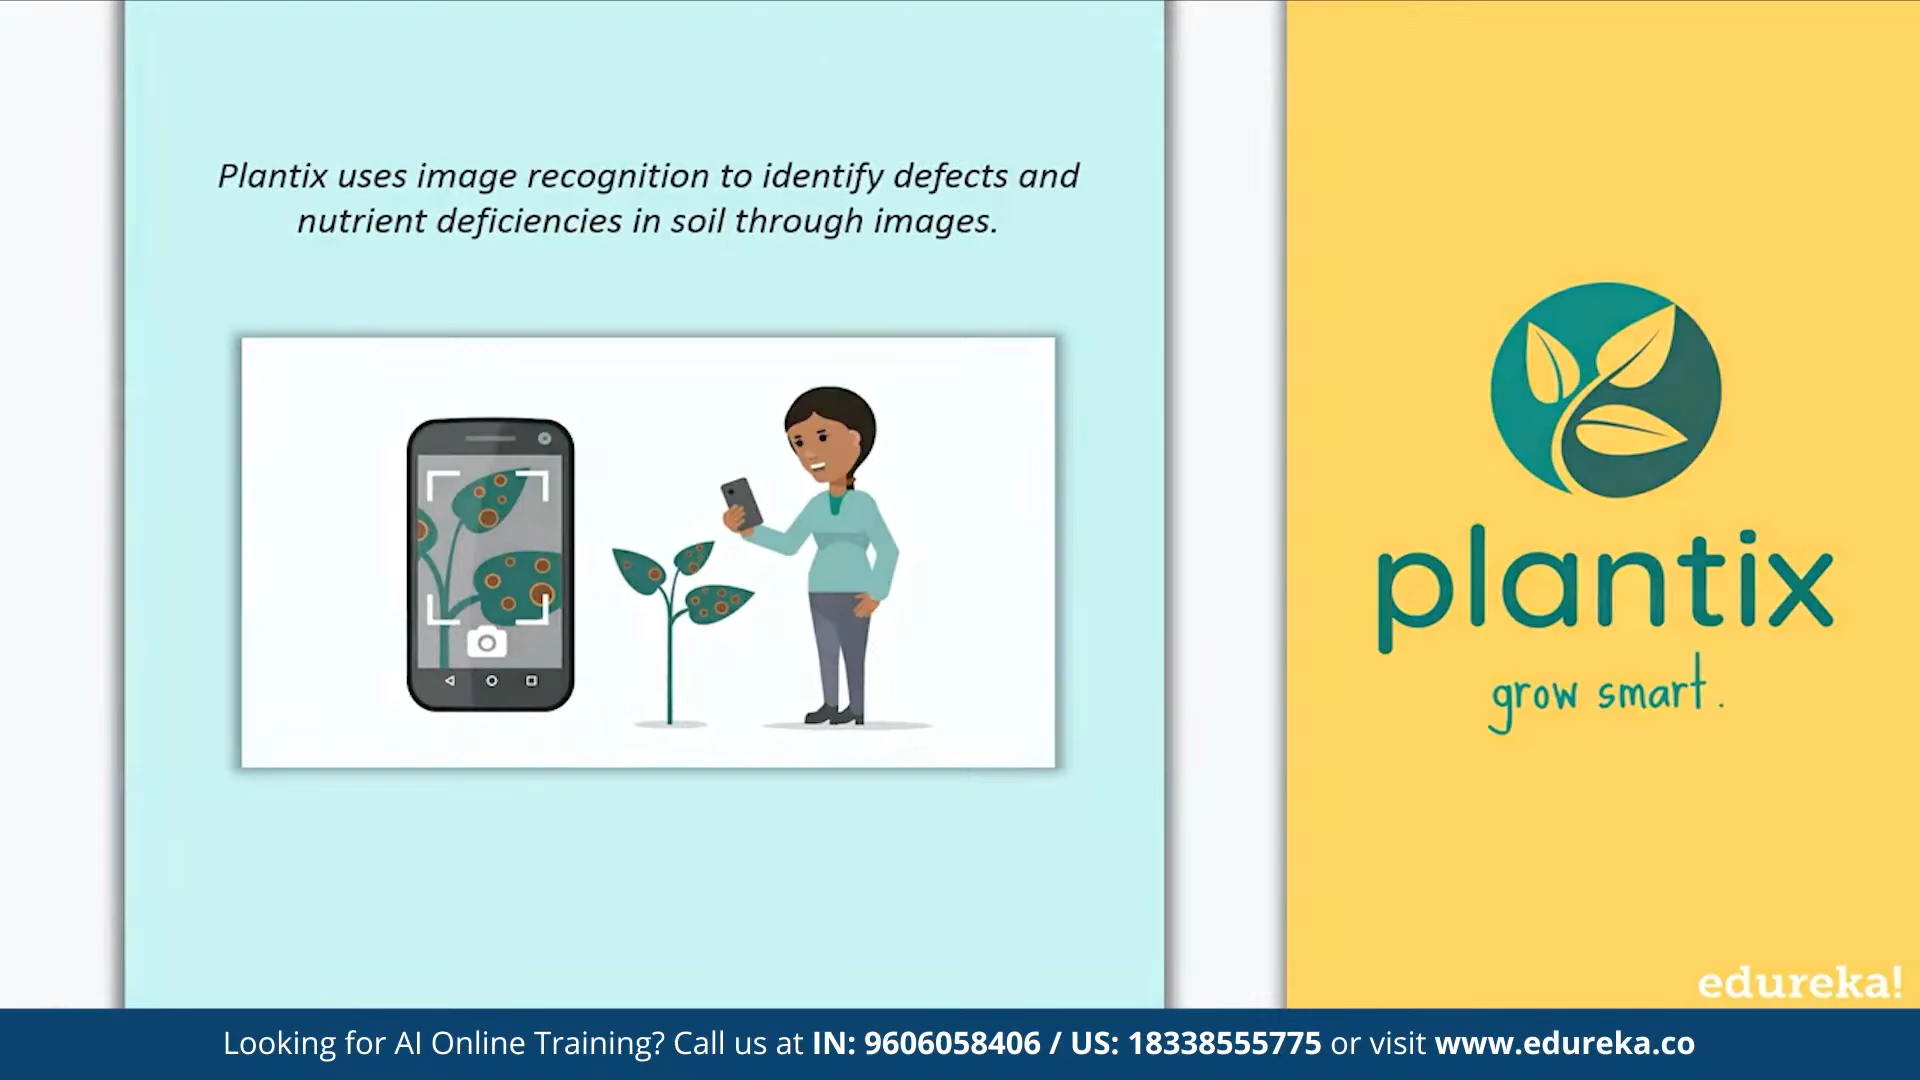 Plantix uses image recognition to identify defects and
nutrient deficiencies in soil through images.
plantix
grow smart.
edureka!
Looking for AI Online Training? Call us at IN: 9606058406 / US: 18338555775 or visit www.edureka.co